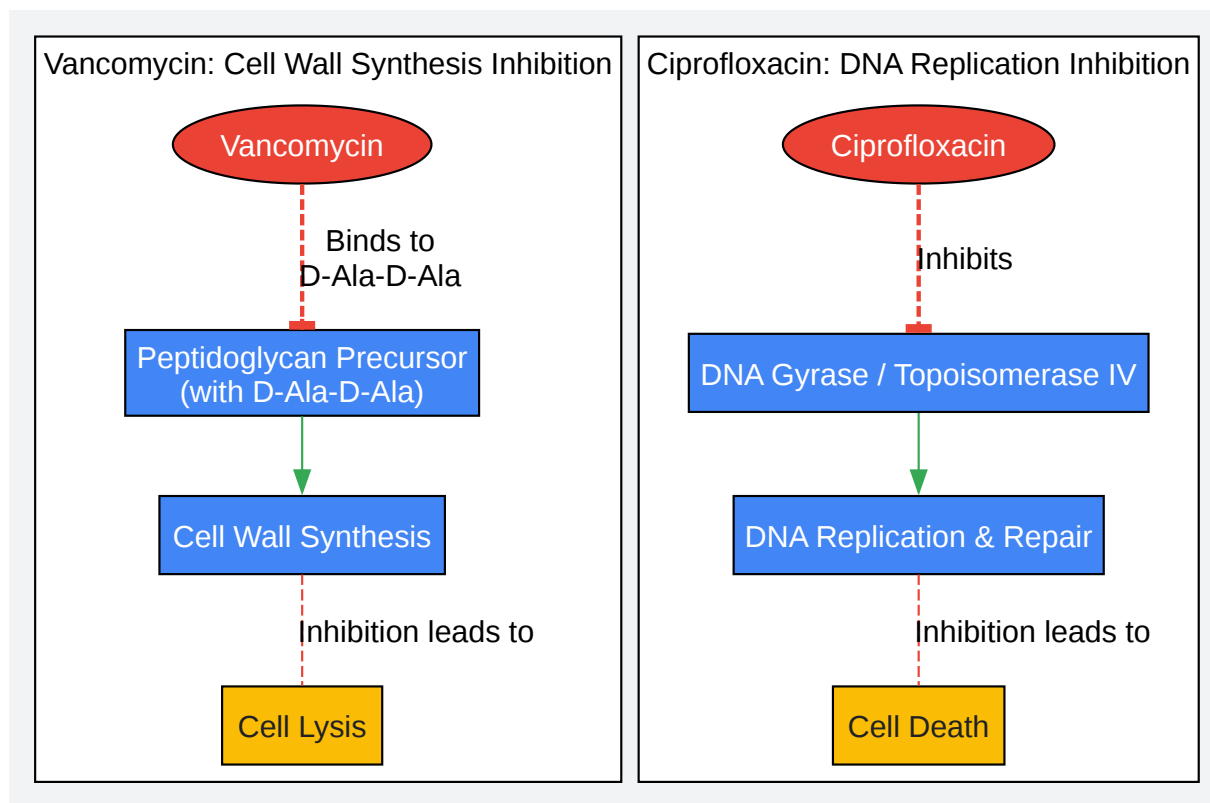 Vancomycin: Cell Wall Synthesis Inhibition
Vancomycin
Binds to
D-Ala-D-Ala
Peptidoglycan Precursor
(with D-Ala-D-Ala)
Cell Wall Synthesis
Inhibition leads to
Cell Lysis
Ciprofloxacin: DNA Replication Inhibition
Ciprofloxacin
Inhibits
DNA Gyrase / Topoisomerase IV
DNA Replication & Repair
Inhibition leads to
Cell Death